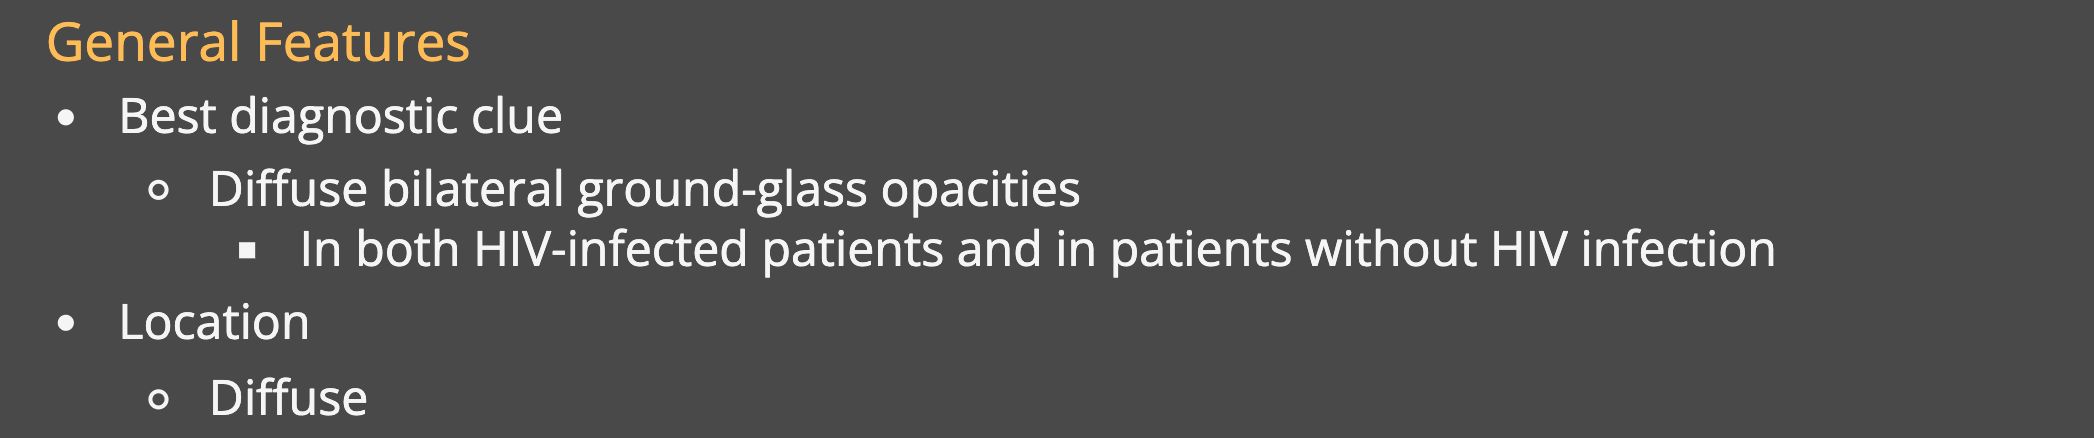 General Features
• Best diagnostic clue
◦ Diffuse bilateral ground-glass opacities
▪ In both HIV-infected patients and in patients without HIV infection
• Location
◦ Diffuse